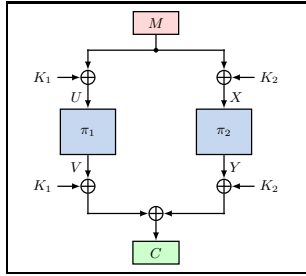 M
K₁ K₂
U X
π₁ π₂
V Y
K₁ K₂
C